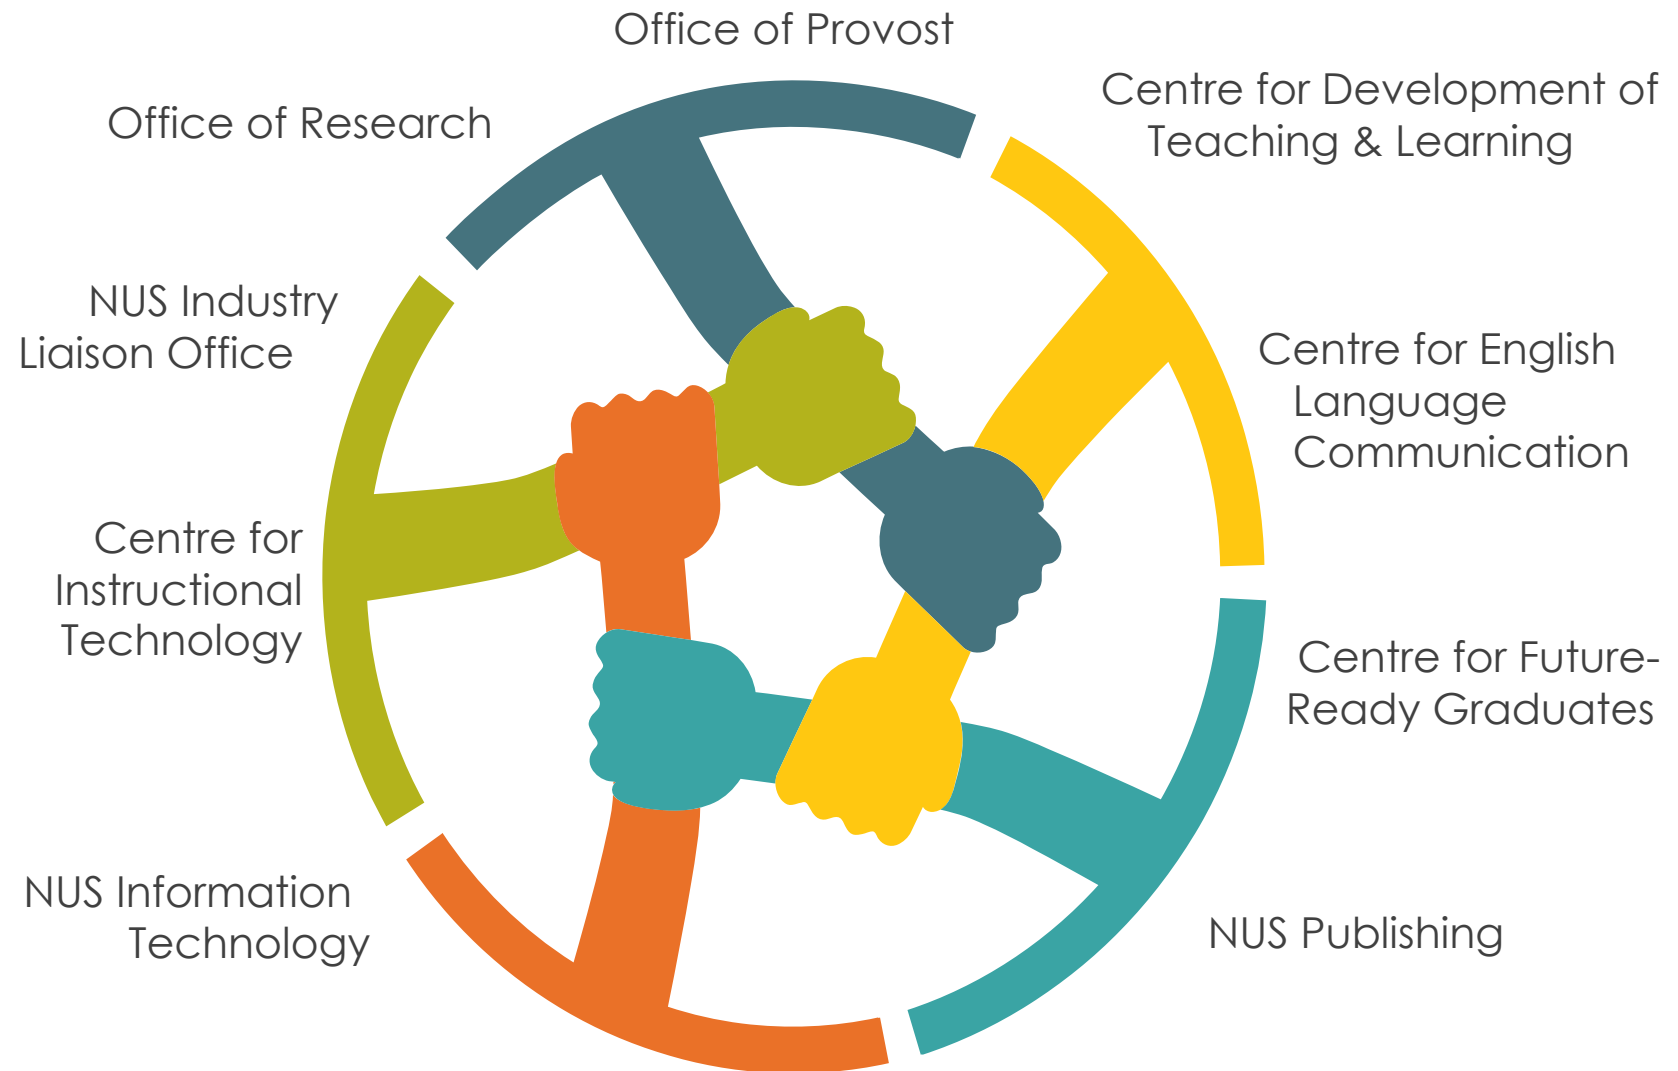 Office of Provost
Centre for Development of
Teaching & Learning
Centre for English
Language
Communication
Centre for Future-
Ready Graduates
NUS Publishing
NUS Information
Technology
Centre for
Instructional
Technology
NUS Industry
Liaison Office
Office of Research